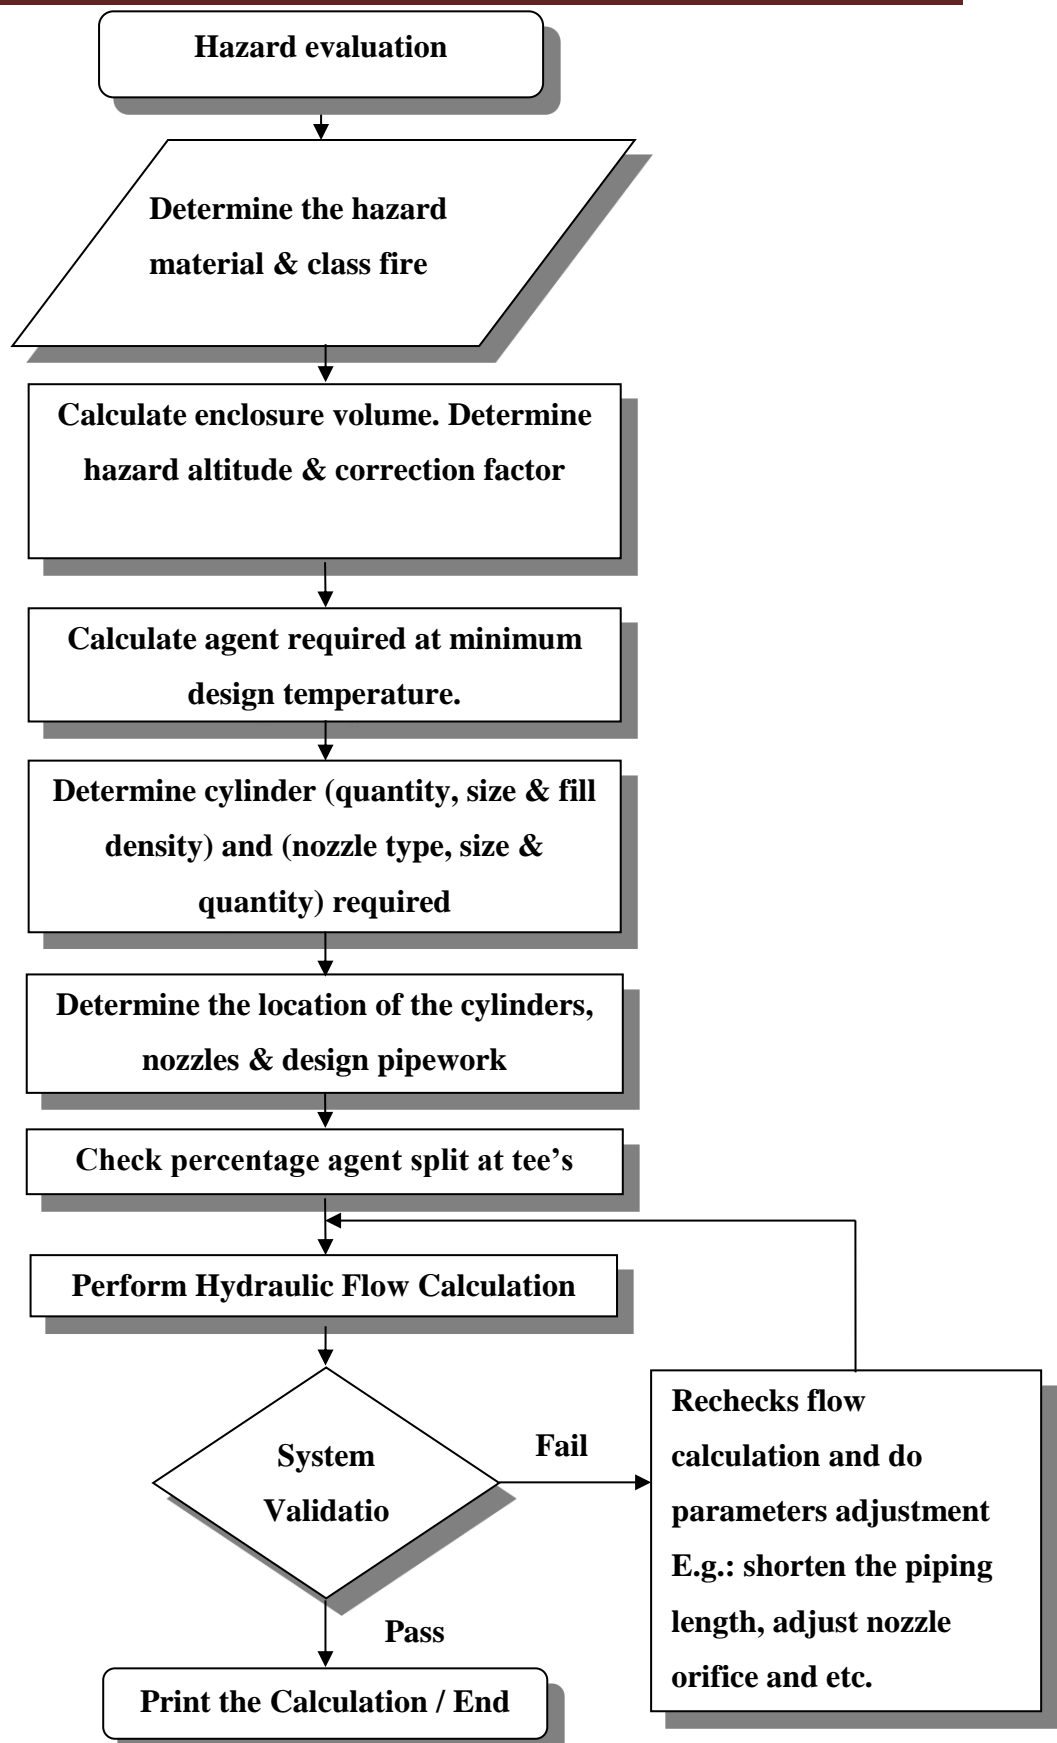 Hazard evaluation
Determine the hazard
material & class fire
Calculate enclosure volume. Determine
hazard altitude & correction factor
Calculate agent required at minimum
design temperature.
Determine cylinder (quantity, size & fill
density) and (nozzle type, size &
quantity) required
Determine the location of the cylinders,
nozzles & design pipework
Check percentage agent split at tee’s
Perform Hydraulic Flow Calculation
System
Validatio
Fail
Rechecks flow
calculation and do
parameters adjustment
E.g.: shorten the piping
length, adjust nozzle
orifice and etc.
Pass
Print the Calculation / End